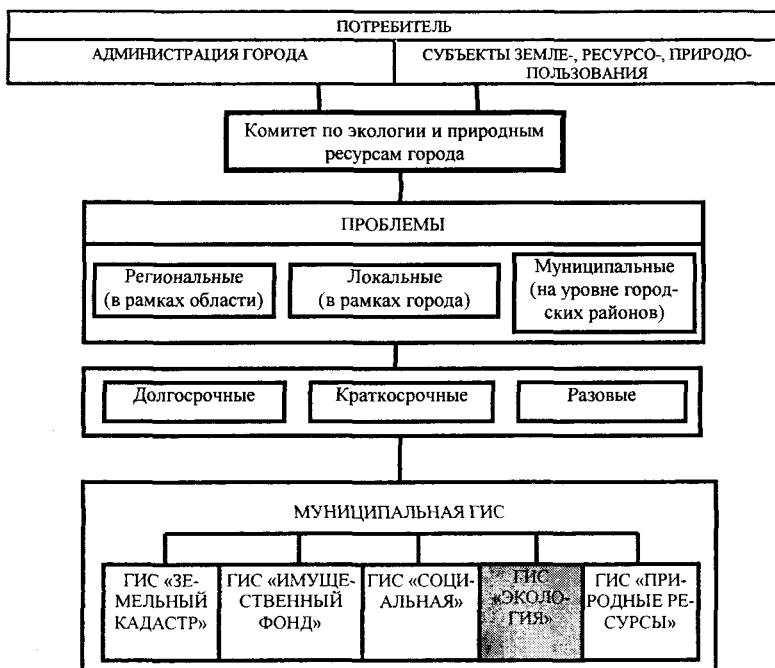 ПОТРЕБИТЕЛЬ
АДМИНИСТРАЦИЯ ГОРОДА
СУБЪЕКТЫ ЗЕМЛЕ-, РЕСУРСО-, ПРИРОДО-
ПОЛЬЗОВАНИЯ
Комитет по экологии и природным
ресурсам города
ПРОБЛЕМЫ
Региональные
(в рамках области)
Локальные
(в рамках города)
Муниципальные
(на уровне город-
ских районов)
Долгосрочные
Краткосрочные
Разовые
МУНИЦИПАЛЬНАЯ ГИС
ГИС «ЗЕ-
МЕЛЬНЫЙ
КАДАСТР»
ГИС «ИМУЩЕ-
СТВЕННЫЙ
ФОНД»
ГИС «СОЦИ-
АЛЬНАЯ»
ГИС
«ЭКОЛО-
ГИЯ»
ГИС «ПРИ-
РОДНЫЕ РЕ-
СУРСЫ»